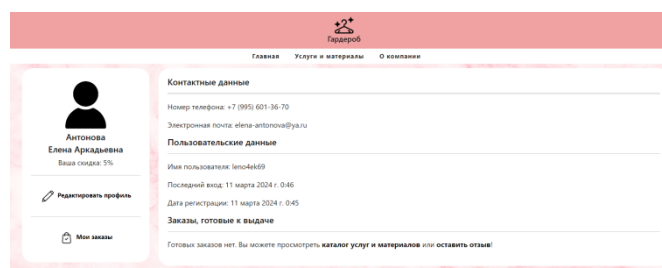 Гардероб
Главная Услуги и материалы О компании
Антонова
Елена Аркадьевна
Ваша скидка: 5%
Редактировать профиль
Мои заказы
Контактные данные
Номер телефона: +7 (995) 601-36-70
Электронная почта: elena-antonova@ya.ru
Пользовательские данные
Имя пользователя: leno4ek69
Последний вход: 11 марта 2024 г. 0:46
Дата регистрации: 11 марта 2024 г. 0:45
Заказы, готовые к выдаче
Готовых заказов нет. Вы можете просмотреть каталог услуг и материалов или оставить отзыв!